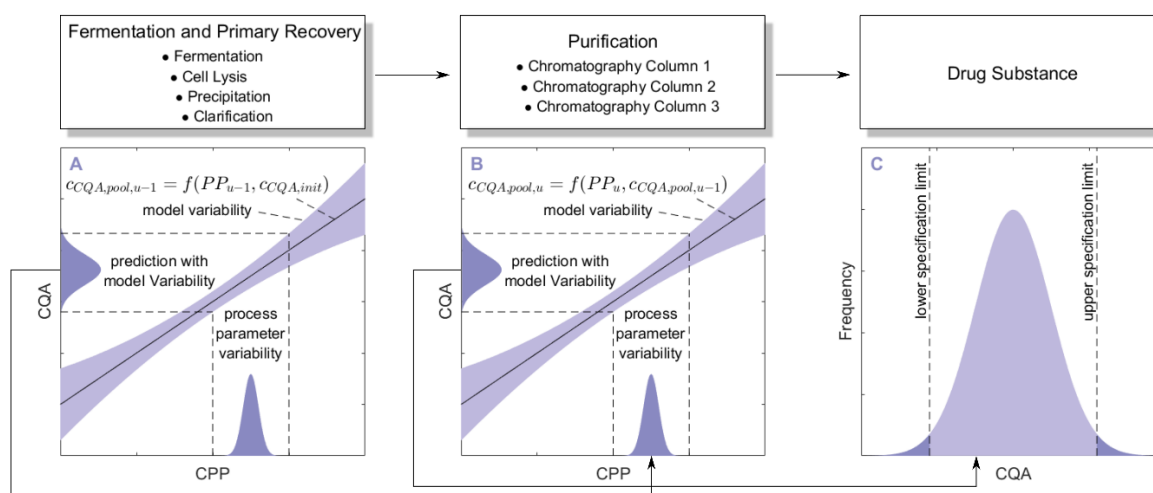 Fermentation and Primary Recovery
● Fermentation
● Cell Lysis
● Precipitation
● Clarification
Purification
● Chromatography Column 1
● Chromatography Column 2
● Chromatography Column 3
Drug Substance
A
c_{CQA,pool,u−1} = f(PP_{u−1}, c_{CQA,init})
model variability
prediction with
model Variability
process
parameter
variability
CQA
CPP
B
c_{CQA,pool,u} = f(PP_u, c_{CQA,pool,u−1})
model variability
prediction with
model Variability
process
parameter
variability
CPP
C
lower specification limit
upper specification limit
Frequency
CQA